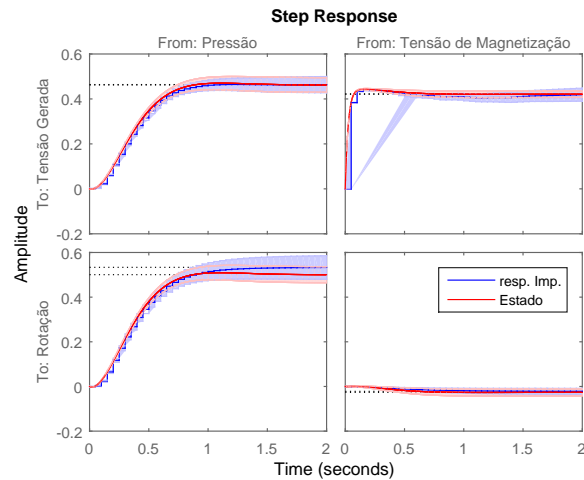 Step Response
From: Pressão
From: Tensão de Magnetização
0.6
0.4
0.2
0
-0.2
To: Tensão Gerada
Amplitude
0.6
0.4
0.2
0
-0.2
To: Rotação
resp. Imp.
Estado
0 0.5 1 1.5 2
0 0.5 1 1.5 2
Time (seconds)